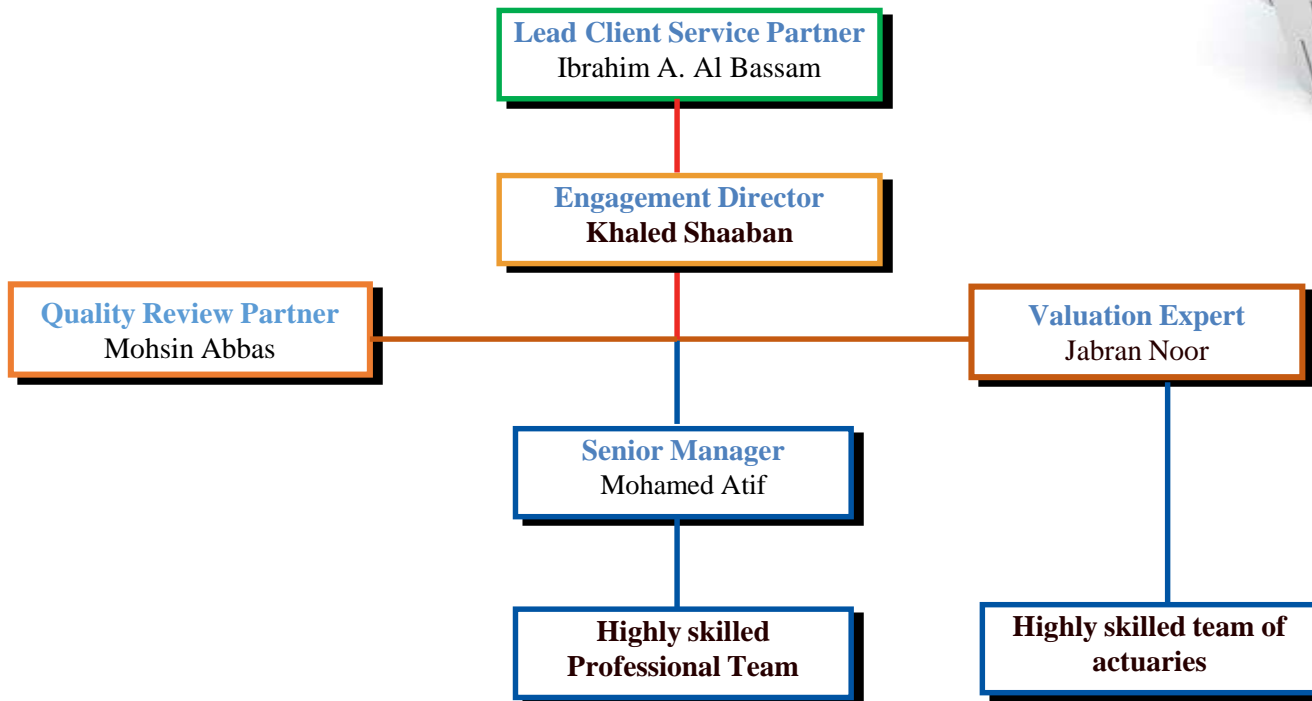 Lead Client Service Partner
Ibrahim A. Al Bassam
Engagement Director
Khaled Shaaban
Quality Review Partner
Mohsin Abbas
Valuation Expert
Jabran Noor
Senior Manager
Mohamed Atif
Highly skilled
Professional Team
Highly skilled team of
actuaries